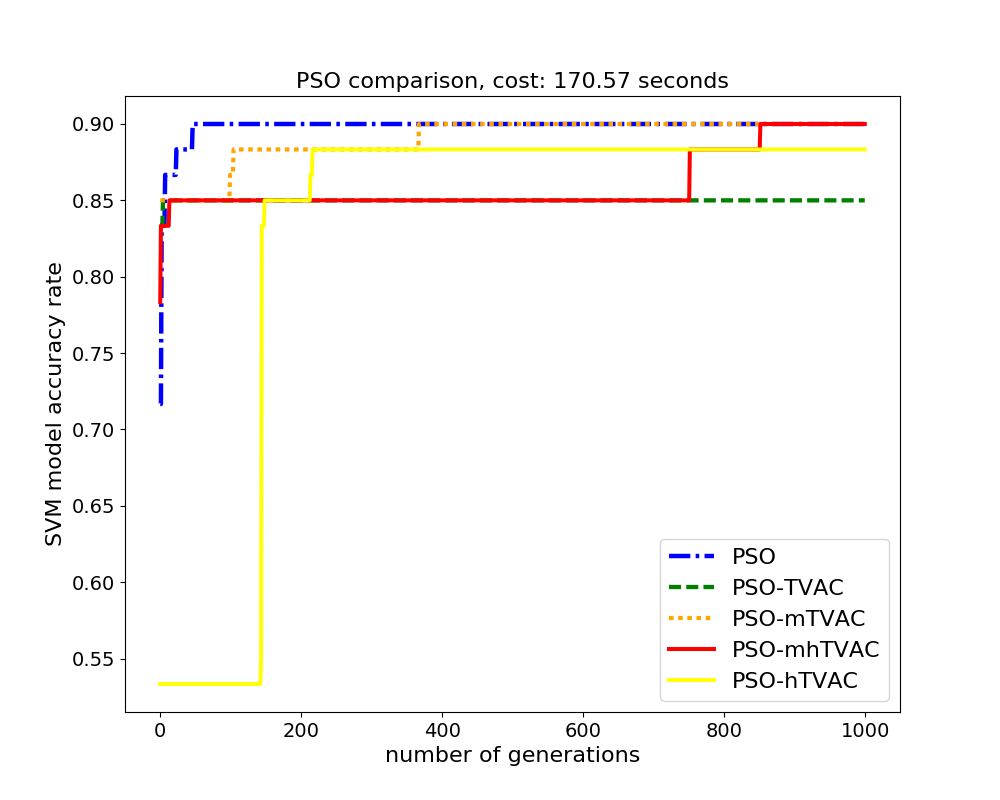 PSO comparison, cost: 170.57 seconds
SVM model accuracy rate
0.90
0.85
0.80
0.75
0.70
0.65
0.60
0.55
PSO
PSO-TVAC
PSO-mTVAC
PSO-mhTVAC
PSO-hTVAC
0 200 400 600 800 1000
number of generations